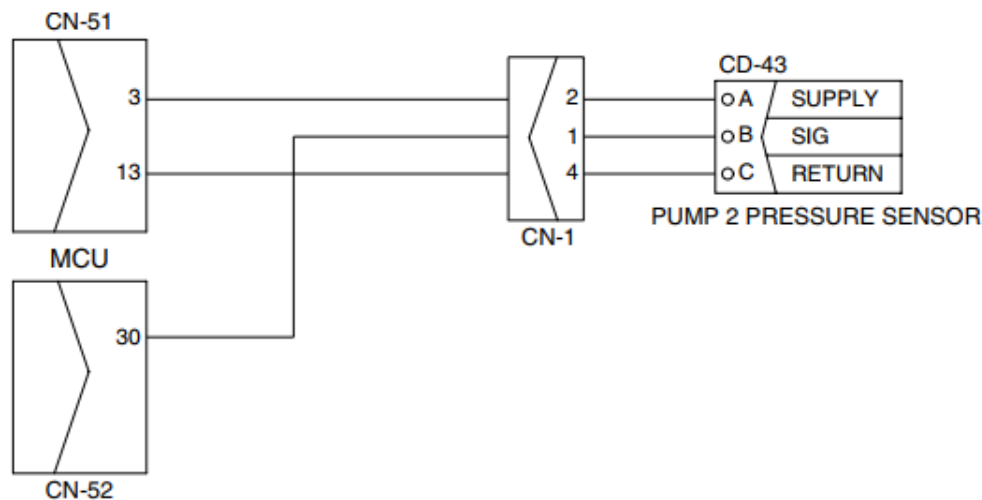 CN-51
CD-43
3
2
A SUPPLY
1
B SIG
13
4
C RETURN
PUMP 2 PRESSURE SENSOR
CN-1
MCU
30
CN-52